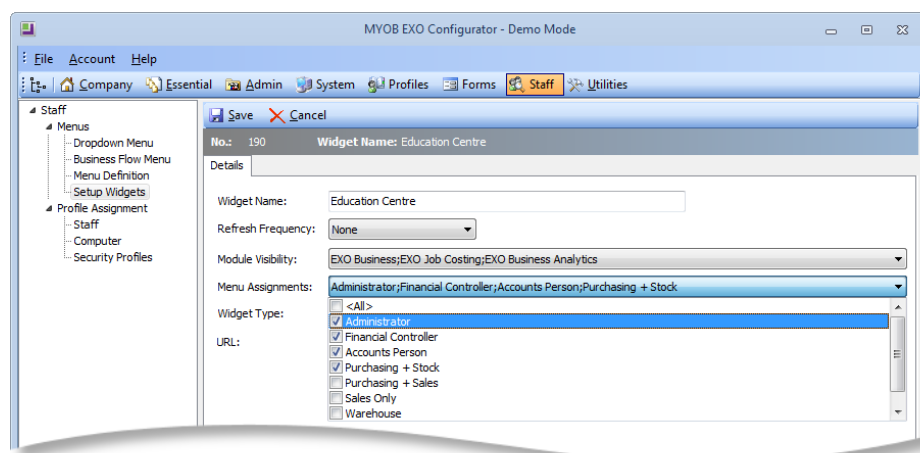 MYOB EXO Configurator - Demo Mode
File Account Help
Company Essential Admin System Profiles Forms Staff Utilities
Staff
Menus
Dropdown Menu
Business Flow Menu
Menu Definition
Setup Widgets
Profile Assignment
Staff
Computer
Security Profiles
Save Cancel
No.: 190 Widget Name: Education Centre
Details
Widget Name: Education Centre
Refresh Frequency: None
Module Visibility: EXO Business;EXO Job Costing;EXO Business Analytics
Menu Assignments: Administrator;Financial Controller;Accounts Person;Purchasing + Stock
Widget Type:
URL:
<All>
Administrator
Financial Controller
Accounts Person
Purchasing + Stock
Purchasing + Sales
Sales Only
Warehouse